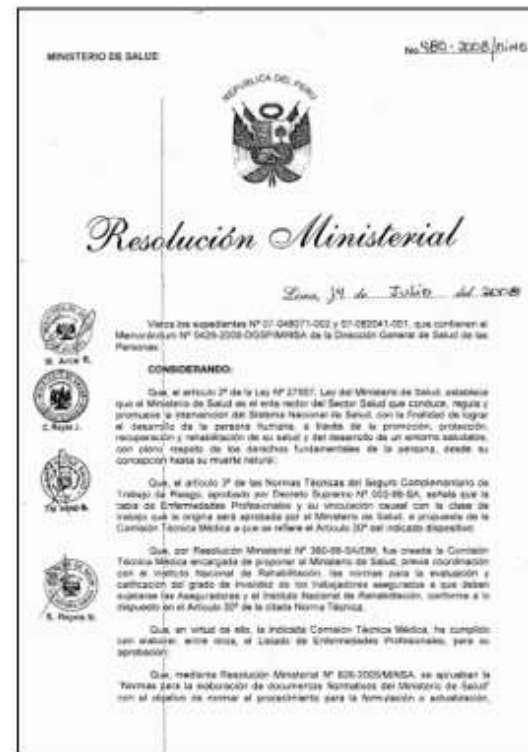 MINISTERIO DE SALUD
No. 480-2008/MINSA
REPUBLICA DEL PERU
Resolución Ministerial
Lima, 14 de Julio del 2008
Vistos los expedientes Nº 07-048071-002 y 07-082041-001, que contienen el
Memorándum Nº 0429-2008-DGSP/MINSA de la Dirección General de Salud de las
Personas;
CONSIDERANDO:
Que, el artículo 2º de la Ley Nº 27657, Ley del Ministerio de Salud, establece
que el Ministerio de Salud es el ente rector del Sector Salud que conduce, regula y
promueve la intervención del Sistema Nacional de Salud, con la finalidad de lograr
el desarrollo de la persona humana, a través de la promoción, protección,
recuperación y rehabilitación de su salud y del desarrollo de un entorno saludable,
con pleno respeto de los derechos fundamentales de la persona, desde su
concepción hasta su muerte natural;
Que, el artículo 3º de las Normas Técnicas del Seguro Complementario de
Trabajo de Riesgo, aprobado por Decreto Supremo Nº 003-98-SA, señala que la
tabla de Enfermedades Profesionales y su vinculación causal con la clase de
trabajo que la origina será aprobada por el Ministerio de Salud, a propuesta de la
Comisión Técnica Médica a que se refiere el Artículo 30º del indicado dispositivo;
Que, por Resolución Ministerial Nº 360-98-SA/DM, fue creada la Comisión
Técnica Médica encargada de proponer al Ministerio de Salud, previa coordinación
con el Instituto Nacional de Rehabilitación, las normas para la evaluación y
calificación del grado de invalidez de los trabajadores asegurados a que deben
sujetarse las Aseguradoras y el Instituto Nacional de Rehabilitación, conforme a lo
dispuesto en el Artículo 30º de la citada Norma Técnica;
Que, en virtud de ello, la indicada Comisión Técnica Médica, ha cumplido
con elaborar, entre otros, el Listado de Enfermedades Profesionales, para su
aprobación;
Que, mediante Resolución Ministerial Nº 826-2005/MINSA, se aprueban la
"Normas para la elaboración de documentos Normativos del Ministerio de Salud"
con el objetivo de normar el procedimiento para la formulación o actualización,
W. Arce R.
C. Reyes J.
S. Reyna N.